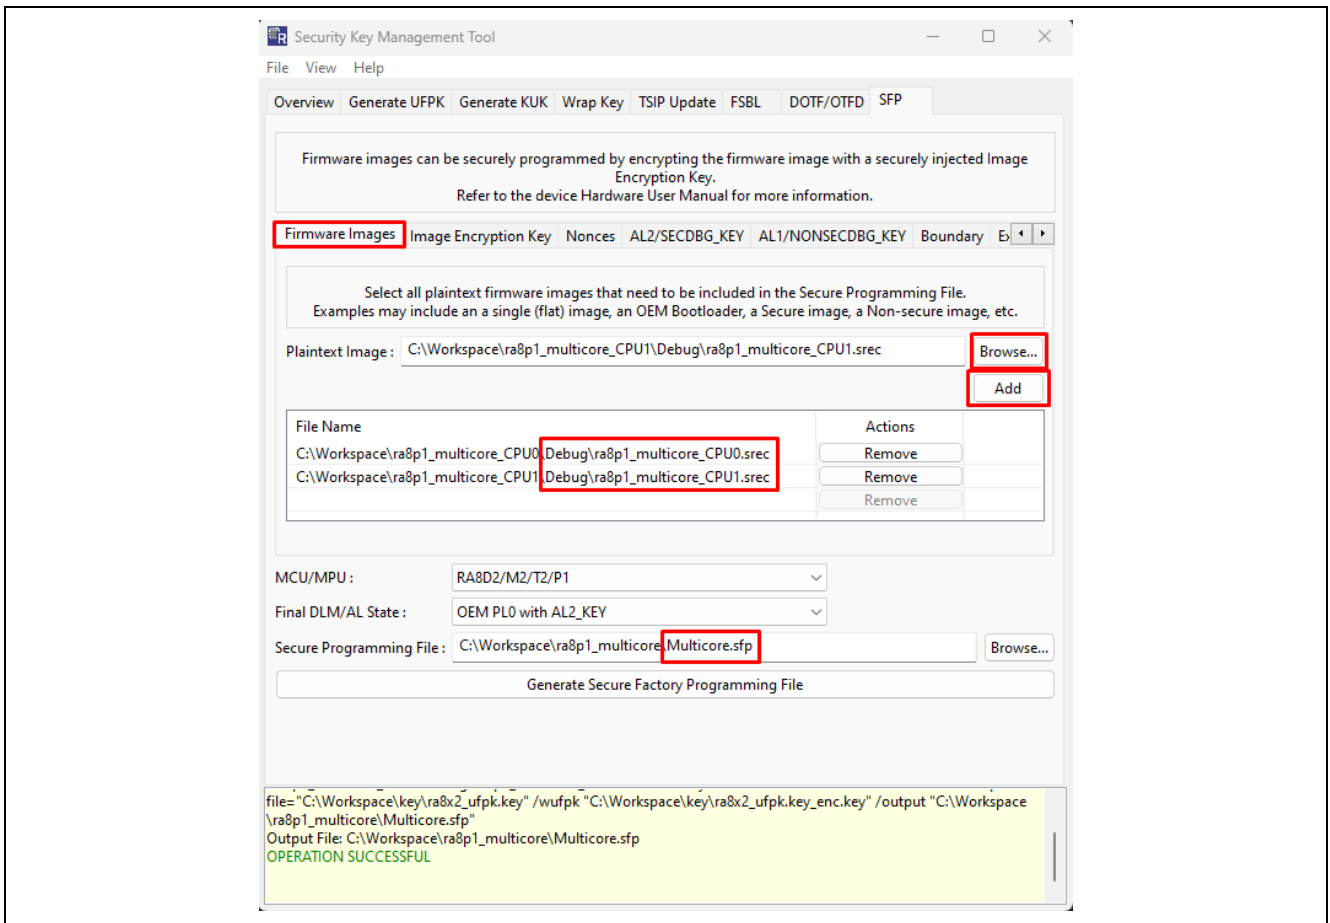 Security Key Management Tool
File View Help
Overview Generate UFPK Generate KUK Wrap Key TSIP Update FSBL DOTF/OTFD SFP
Firmware images can be securely programmed by encrypting the firmware image with a securely injected Image
Encryption Key.
Refer to the device Hardware User Manual for more information.
Firmware Images Image Encryption Key Nonces AL2/SECDBG_KEY AL1/NONSECDBG_KEY Boundary
Select all plaintext firmware images that need to be included in the Secure Programming File.
Examples may include an a single (flat) image, an OEM Bootloader, a Secure image, a Non-secure image, etc.
Plaintext Image : C:\Workspace\ra8p1_multicore_CPU1\Debug\ra8p1_multicore_CPU1.srec Browse...
Add
File Name Actions
C:\Workspace\ra8p1_multicore_CPU0\Debug\ra8p1_multicore_CPU0.srec Remove
C:\Workspace\ra8p1_multicore_CPU1\Debug\ra8p1_multicore_CPU1.srec Remove
Remove
MCU/MPU : RA8D2/M2/T2/P1
Final DLM/AL State : OEM PL0 with AL2_KEY
Secure Programming File : C:\Workspace\ra8p1_multicore\Multicore.sfp Browse...
Generate Secure Factory Programming File
file="C:\Workspace\key\ra8x2_ufpk.key" /wufpk "C:\Workspace\key\ra8x2_ufpk.key_enc.key" /output "C:\Workspace
\ra8p1_multicore\Multicore.sfp"
Output File: C:\Workspace\ra8p1_multicore\Multicore.sfp
OPERATION SUCCESSFUL